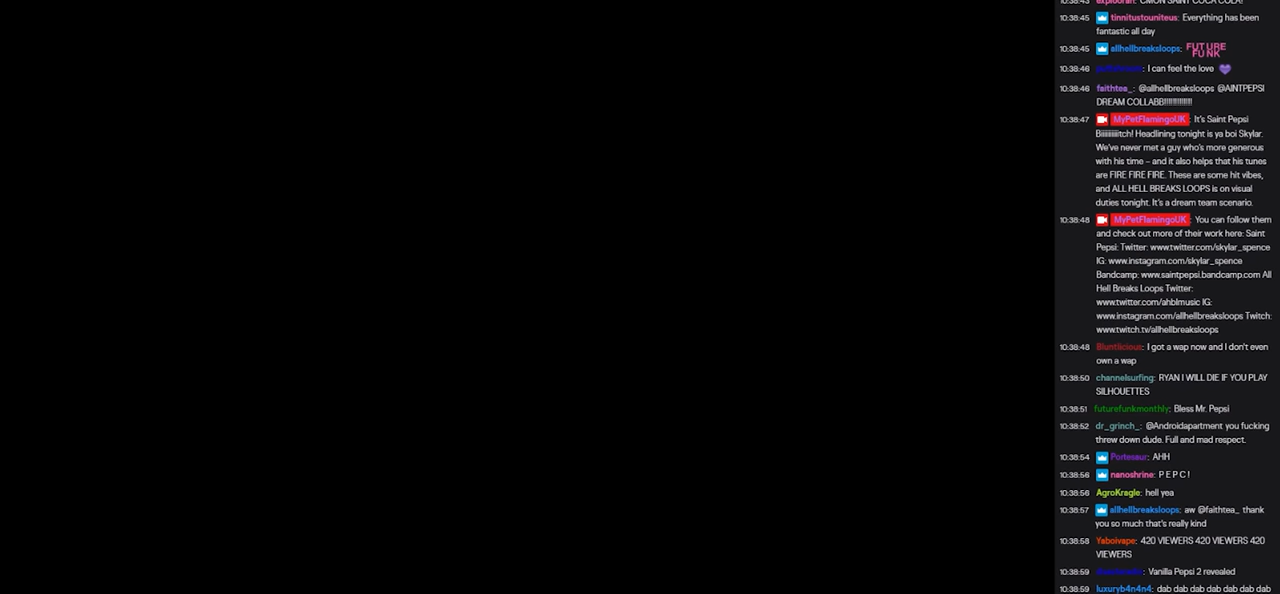 10:38:43 explodrah: CMON SAINT COCA COLA!
10:38:45 tinnitustouniteus: Everything has been
fantastic all day
10:38:45 allhellbreaksloops: FUTURE
FUNK
10:38:46 : I can feel the love
10:38:46 faithtea_: @allhellbreaksloops @AINTPEPSI
DREAM COLLABB!!!!!!!!!!!!!!
10:38:47 MyPetFlamingoUK: It's Saint Pepsi
Biiiiiiiiiitch! Headlining tonight is ya boi Skylar.
We've never met a guy who's more generous
with his time – and it also helps that his tunes
are FIRE FIRE FIRE. These are some hit vibes,
and ALL HELL BREAKS LOOPS is on visual
duties tonight. It's a dream team scenario.
10:38:48 MyPetFlamingoUK: You can follow them
and check out more of their work here: Saint
Pepsi: Twitter: www.twitter.com/skylar_spence
IG: www.instagram.com/skylar_spence
Bandcamp: www.saintpepsi.bandcamp.com All
Hell Breaks Loops Twitter:
www.twitter.com/ahblmusic IG:
www.instagram.com/allhellbreaksloops Twitch:
www.twitch.tv/allhellbreaksloops
10:38:48 Bluntlicious: I got a wap now and I don't even
own a wap
10:38:50 channelsurfing: RYAN I WILL DIE IF YOU PLAY
SILHOUETTES
10:38:51 futurefunkmonthly: Bless Mr. Pepsi
10:38:52 dr_grinch_: @Androidapartment you fucking
threw down dude. Full and mad respect.
10:38:54 Portesaur: AHH
10:38:56 nanoshrine: P E P C !
10:38:56 AgroKragle: hell yea
10:38:57 allhellbreaksloops: aw @faithtea_ thank
you so much that's really kind
10:38:58 Yaboivape: 420 VIEWERS 420 VIEWERS 420
VIEWERS
10:38:59 : Vanilla Pepsi 2 revealed
10:38:59 luxuryb4n4n4: dab dab dab dab dab dab dab